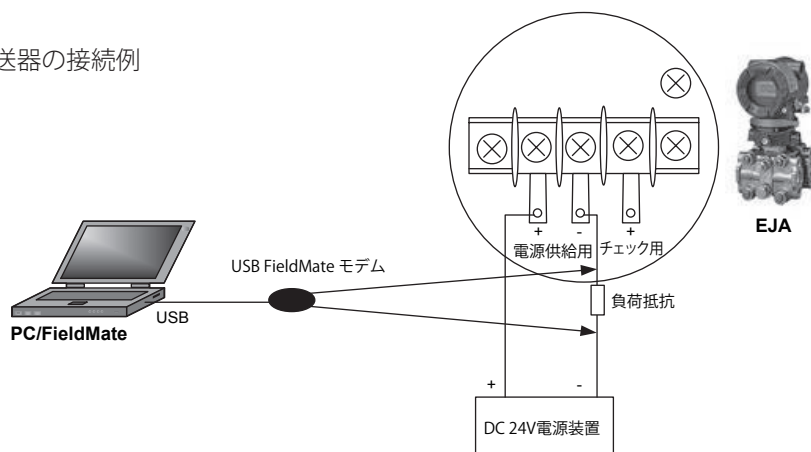 送器の接続例
EJA
+ - +
電源供給用 チェック用
USB FieldMate モデム
負荷抵抗
USB
PC/FieldMate
+ -
DC 24V電源装置